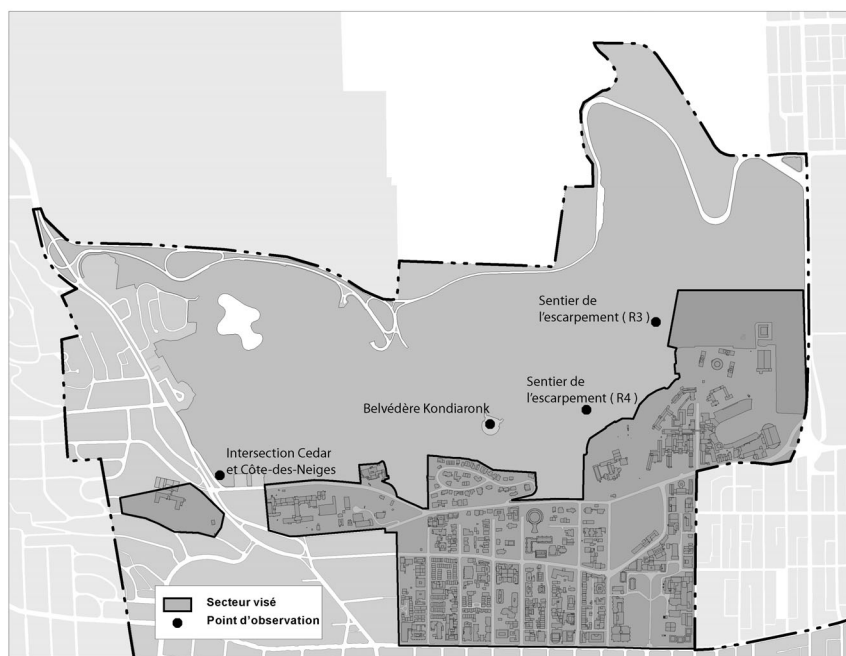 Sentier de
l'escarpement ( R3 )
Sentier de
l'escarpement ( R4 )
Belvédère Kondiaronk
Intersection Cedar
et Côte-des-Neiges
Secteur visé
Point d'observation